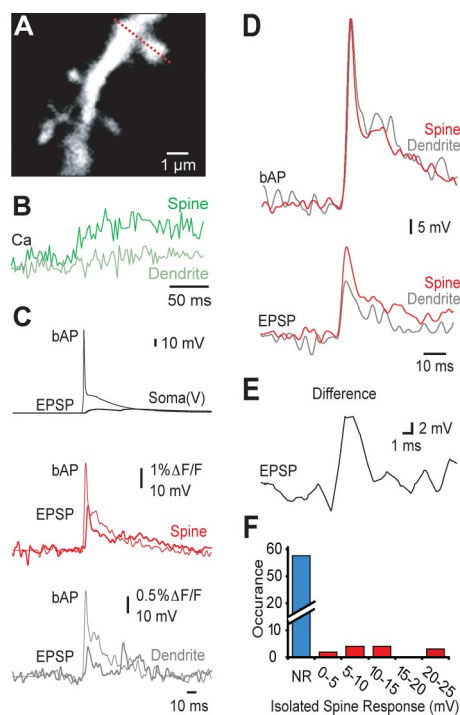 A
1 µm
B
Spine
Ca
Dendrite
50 ms
C
bAP
10 mV
EPSP
Soma(V)
bAP
1% ΔF/F
10 mV
EPSP
Spine
bAP
0.5%ΔF/F
10 mV
EPSP
Dendrite
10 ms
D
Spine
Dendrite
bAP
5 mV
Spine
Dendrite
EPSP
10 ms
E
Difference
2 mV
1 ms
EPSP
F
Occurance
60
50
10
0
NR
0-5
5-10
10-15
15-20
20-25
Isolated Spine Response (mV)